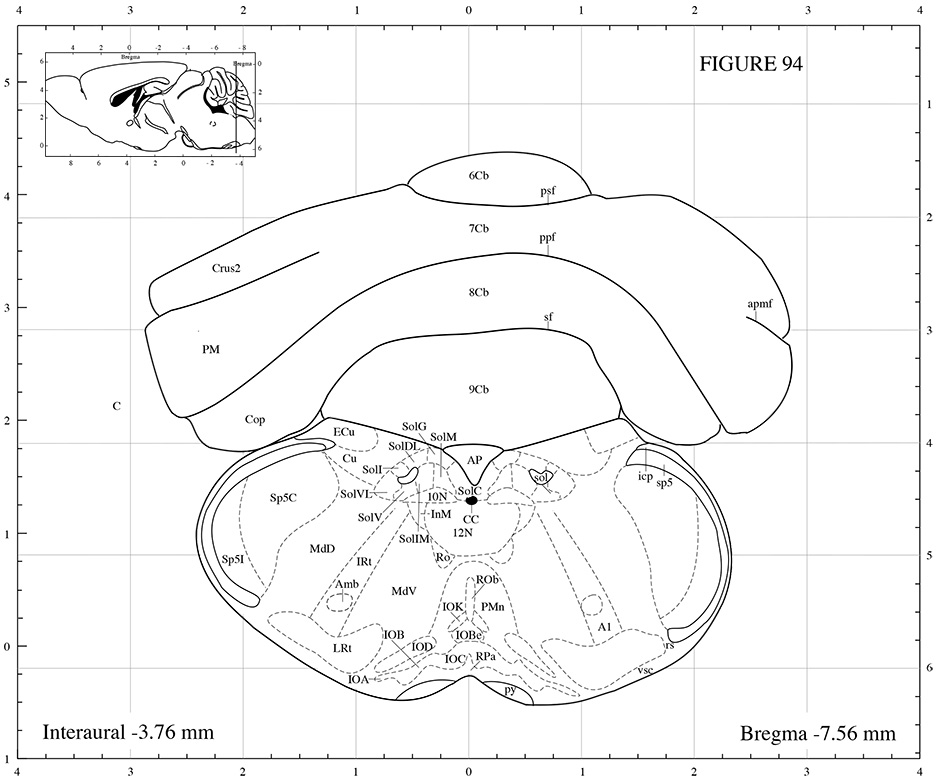 4 3 2 1 0 1 2 3 4
FIGURE 94
4 2 0 -2 -4 -6 -8
Bregma
Bregma
6 4 2 0
0 2 4 6
8 6 4 2 0 - 2 - 4
5 4 3 2 1 0 1
1 2 3 4 5 6
6Cb
psf
7Cb
ppf
Crus2
8Cb
apmf
sf
PM
9Cb
C
Cop
SolG
ECu
SolM
SolDL
Cu
AP
SolI
sol
icp
sp5
SolVL
SolC
Sp5C
10N
SolV
InM
CC
12N
SolIM
MdD
Ro
Sp5I
IRt
ROb
Amb
MdV
IOK
PMn
A1
IOB
IOBe
LRt
IOD
rs
IOC
RPa
vsc
IOA
py
Interaural -3.76 mm
Bregma -7.56 mm
4 3 2 1 0 1 2 3 4